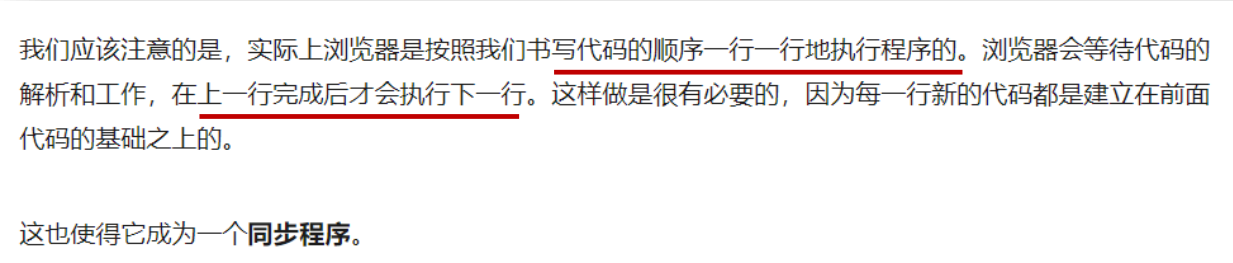 我们应该注意的是，实际上浏览器是按照我们书写代码的顺序一行一行地执行程序的。浏览器会等待代码的
解析和工作，在上一行完成后才会执行下一行。这样做是很有必要的，因为每一行新的代码都是建立在前面
代码的基础之上的。
这也使得它成为一个同步程序。